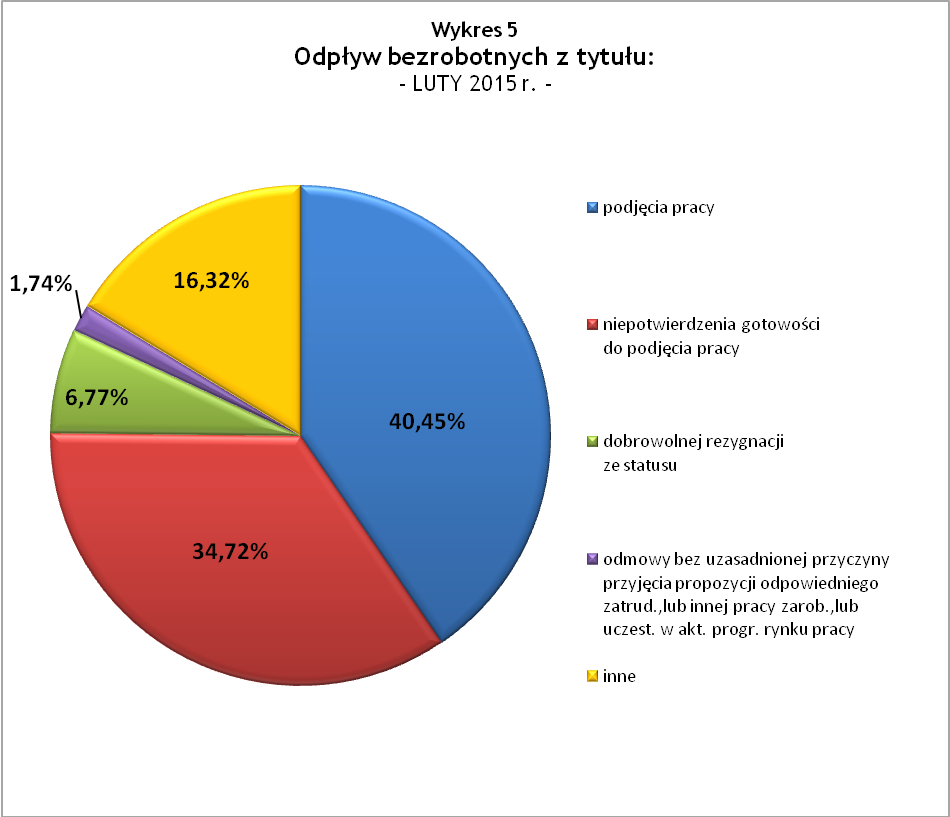 Wykres 5
Odpływ bezrobotnych z tytułu:
- LUTY 2015 r. -
podjęcia pracy
niepotwierdzenia gotowości
do podjęcia pracy
dobrowolnej rezygnacji
ze statusu
odmowy bez uzasadnionej przyczyny
przyjęcia propozycji odpowiedniego
zatrud.,lub innej pracy zarob.,lub
uczest. w akt. progr. rynku pracy
inne
16,32%
1,74%
6,77%
40,45%
34,72%